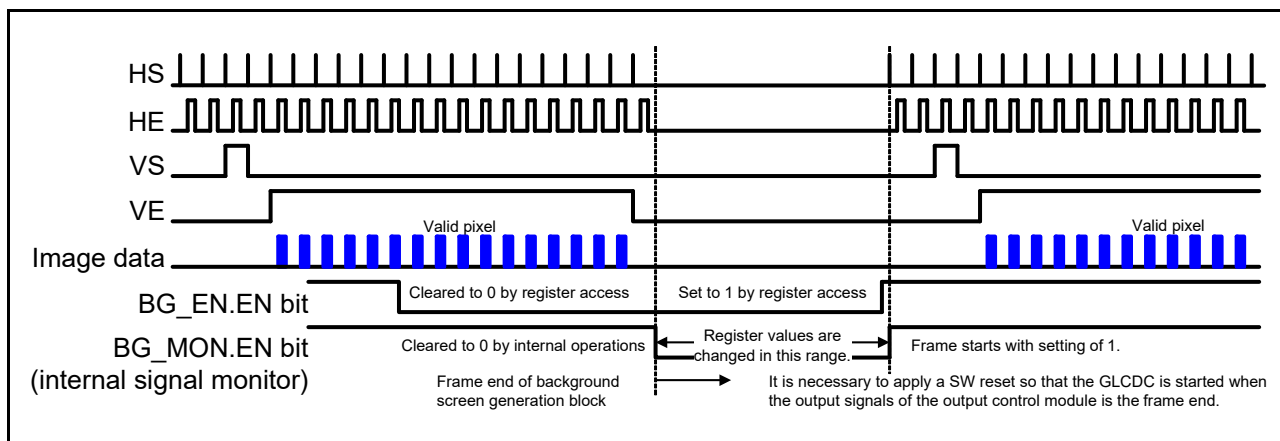 HS
HE
VS
VE
Valid pixel
Valid pixel
Image data
BG_EN.EN bit
Cleared to 0 by register access
Set to 1 by register access
BG_MON.EN bit
(internal signal monitor)
Cleared to 0 by internal operations
Register values are
changed in this range.
Frame starts with setting of 1.
Frame end of background
screen generation block
It is necessary to apply a SW reset so that the GLCDC is started when
the output signals of the output control module is the frame end.